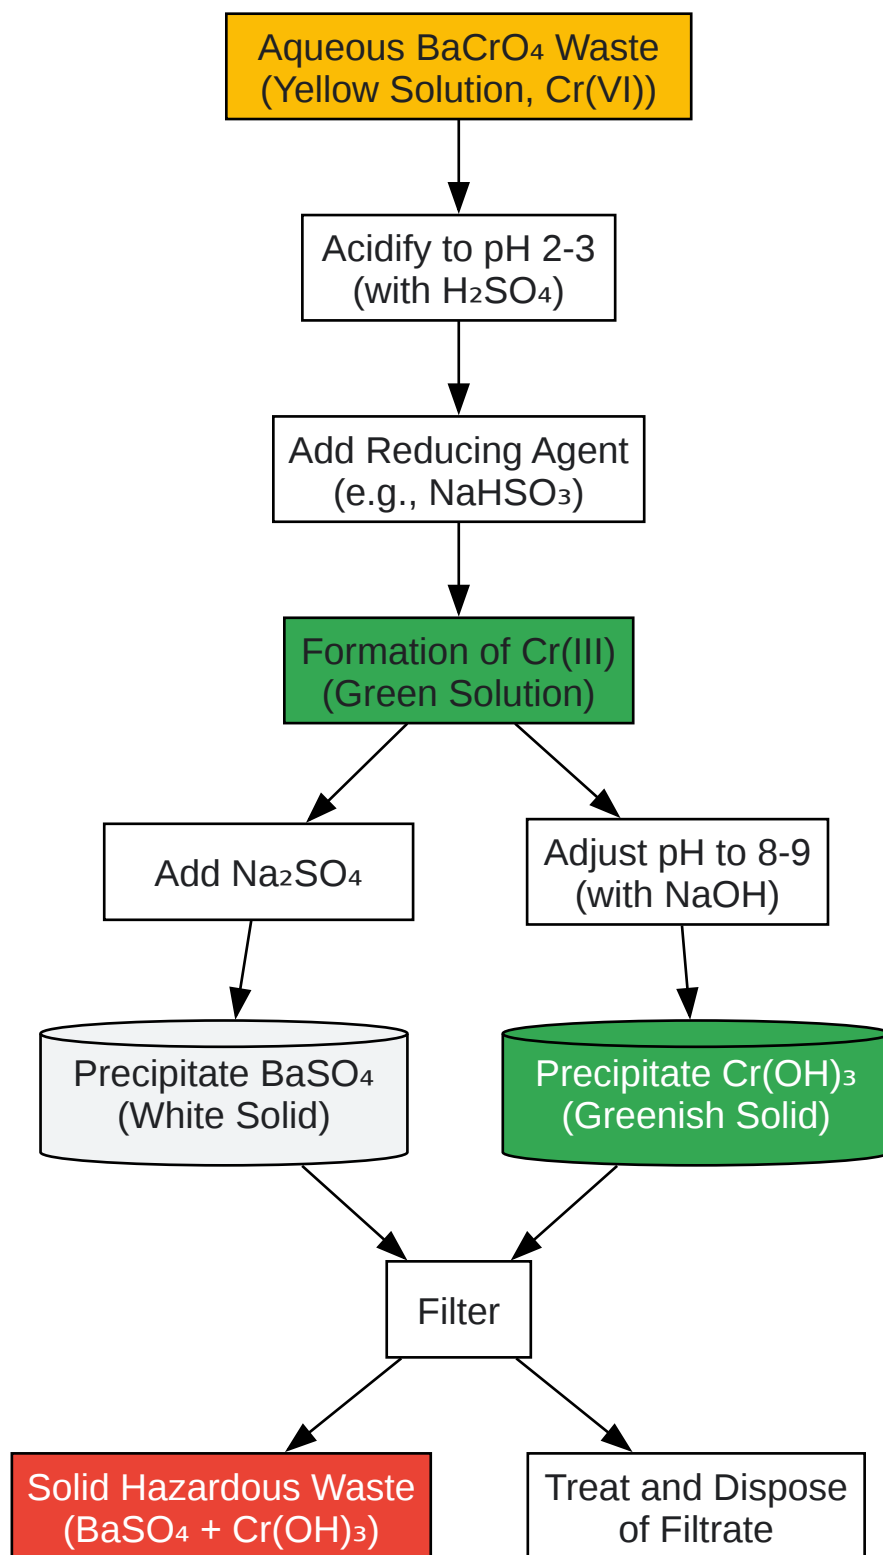 Aqueous BaCrO₄ Waste
(Yellow Solution, Cr(VI))
Acidify to pH 2-3
(with H₂SO₄)
Add Reducing Agent
(e.g., NaHSO₃)
Formation of Cr(III)
(Green Solution)
Add Na₂SO₄
Adjust pH to 8-9
(with NaOH)
Precipitate BaSO₄
(White Solid)
Precipitate Cr(OH)₃
(Greenish Solid)
Filter
Solid Hazardous Waste
(BaSO₄ + Cr(OH)₃)
Treat and Dispose
of Filtrate